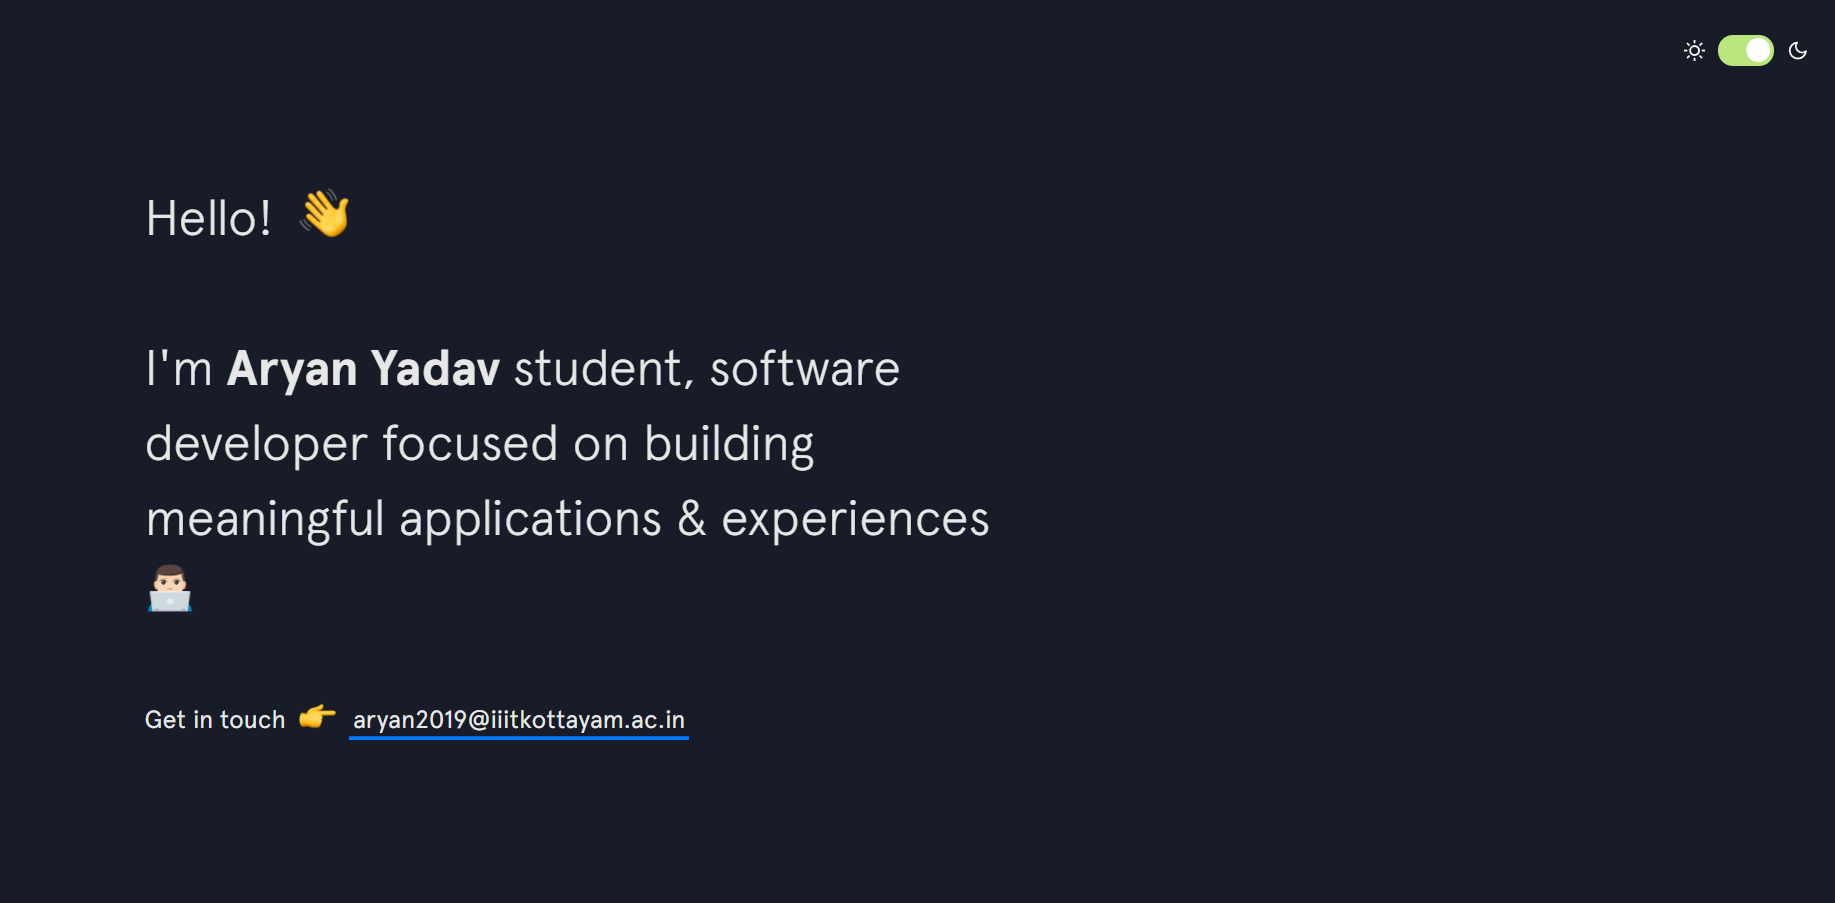 Hello! 👋
I'm Aryan Yadav student, software
developer focused on building
meaningful applications & experiences
👨🏻‍💻
Get in touch 👉 aryan2019@iiitkottayam.ac.in